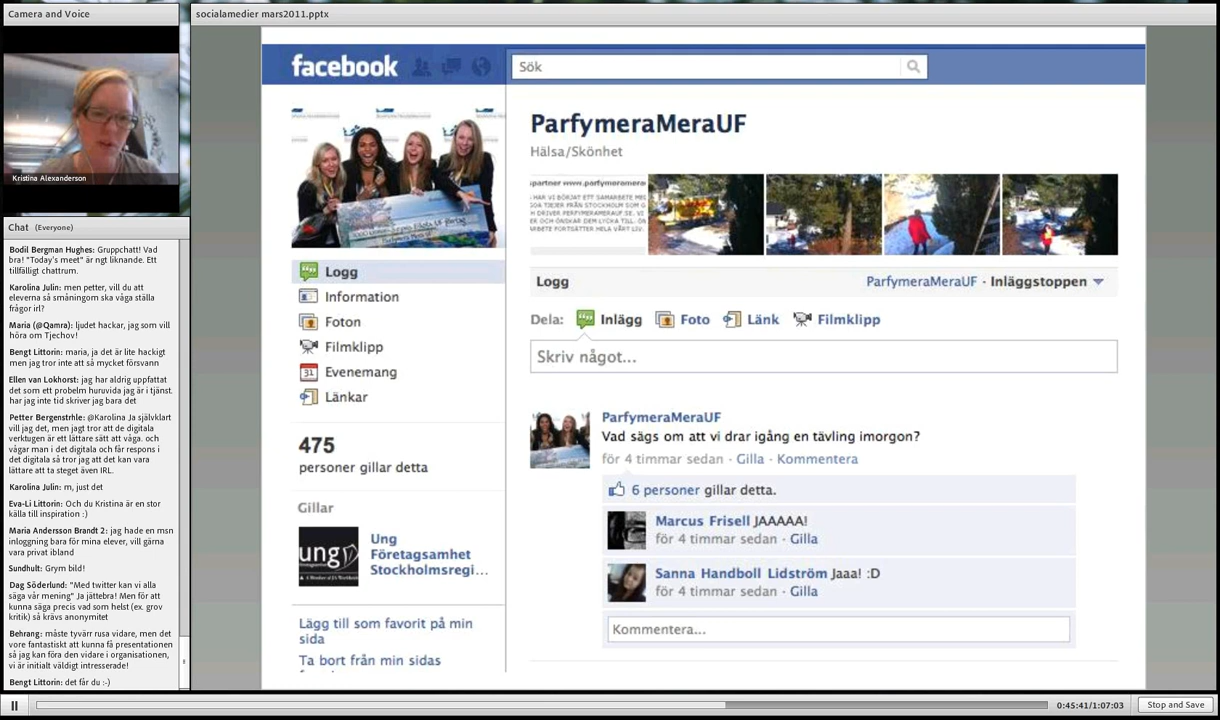 Camera and Voice
Kristina Alexanderson
Chat (Everyone)
Bodil Bergman Hughes: Gruppchatt! Vad
bra! "Today's meet" är ngt liknande. Ett
tillfälligt chattrum.
Karolina Julin: men petter, vill du att
eleverna så småningom ska våga ställa
frågor irl?
Maria (@Qamra): ljudet hackar, jag som vill
höra om Tjechov!
Bengt Littorin: maria, ja det är lite hackigt
men jag tror inte att så mycket försvann
Ellen van Lokhorst: jag har aldrig uppfattat
det som ett probelm huruvida jag är i tjänst.
har jag inte tid skriver jag bara det
Petter Bergenstrhle: @Karolina Ja självklart
vill jag det, men jagt tror att de digitala
verktugen är ett lättare sätt att våga. och
vågar man i det digitala och får respons i
det digitala så tror jag att det kan vara
lättare att ta steget även IRL.
Karolina Julin: m, just det
Eva-Li Littorin: Och du Kristina är en stor
källa till inspiration :)
Maria Andersson Brandt 2: jag hade en msn
inloggning bara för mina elever, vill gärna
vara privat ibland
Sundhult: Grym bild!
Dag Söderlund: "Med twitter kan vi alla
säga vår mening" Ja jättebra! Men för att
kunna säga precis vad som helst (ex. grov
kritik) så krävs anonymitet
Behrang: måste tyvärr rusa vidare, men det
vore fantastiskt att kunna få presentationen
så jag kan föra den vidare i organisationen,
vi är initialt väldigt intresserade!
Bengt Littorin: det får du :-)
socialamedier mars2011.pptx
facebook
Sök
ParfymeraMeraUF
Hälsa/Skönhet
Logg
Information
Foton
Filmklipp
31 Evenemang
Länkar
475
personer gillar detta
Gillar
ung
Ung
Företagsamhet
Stockholmsregi...
Lägg till som favorit på min
sida
Ta bort från min sidas
Logg
ParfymeraMeraUF · Inläggstoppen
Dela: Inlägg Foto Länk Filmklipp
Skriv något...
ParfymeraMeraUF
Vad sägs om att vi drar igång en tävling imorgon?
för 4 timmar sedan · Gilla · Kommentera
6 personer gillar detta.
Marcus Frisell JAAAAA!
för 4 timmar sedan · Gilla
Sanna Handboll Lidström Jaaa! :D
för 4 timmar sedan · Gilla
Kommentera...
0:45:41/1:07:03
Stop and Save